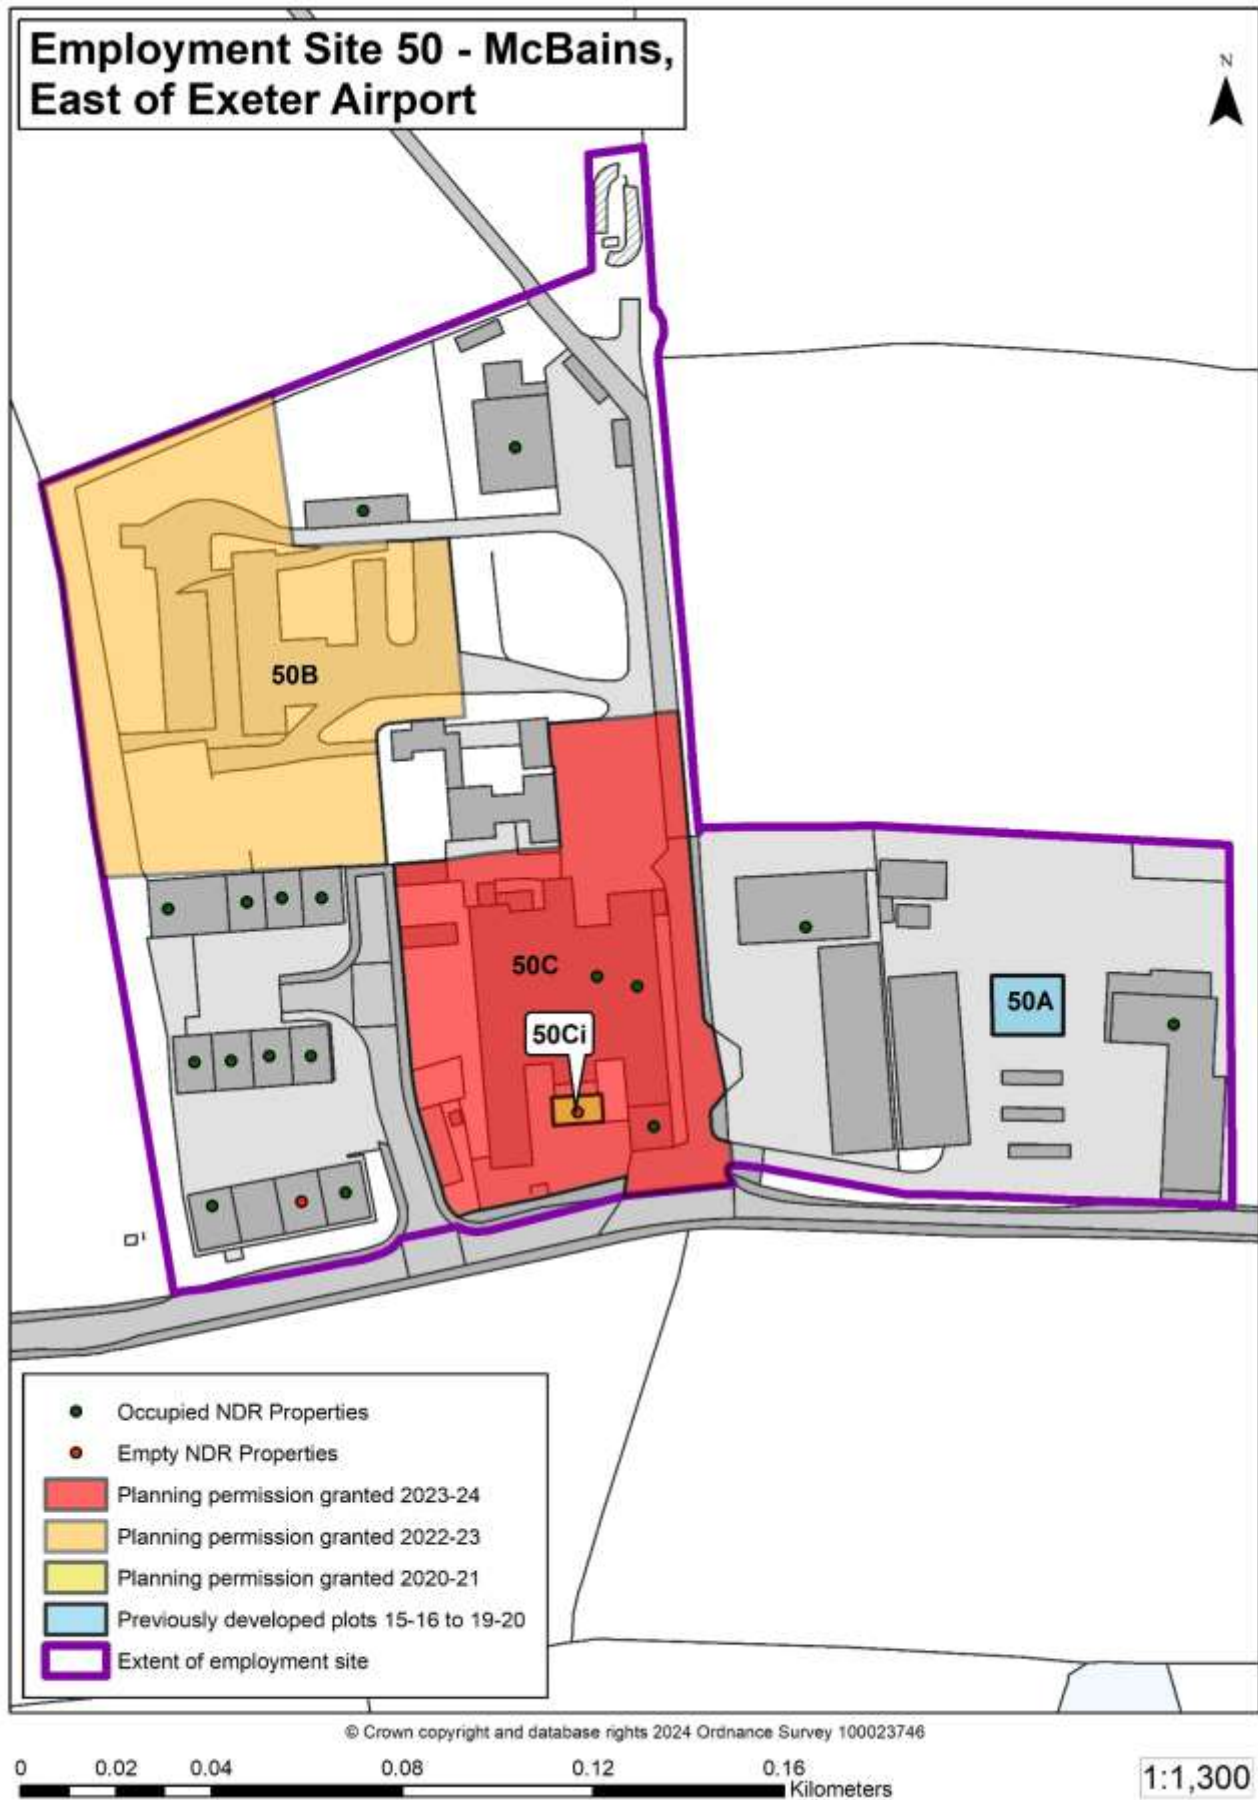 Employment Site 50 - McBains,
East of Exeter Airport
N
50B
50C
50Ci
50A
Occupied NDR Properties
Empty NDR Properties
Planning permission granted 2023-24
Planning permission granted 2022-23
Planning permission granted 2020-21
Previously developed plots 15-16 to 19-20
Extent of employment site
© Crown copyright and database rights 2024 Ordnance Survey 100023746
0 0.02 0.04 0.08 0.12 0.16
Kilometers
1:1,300